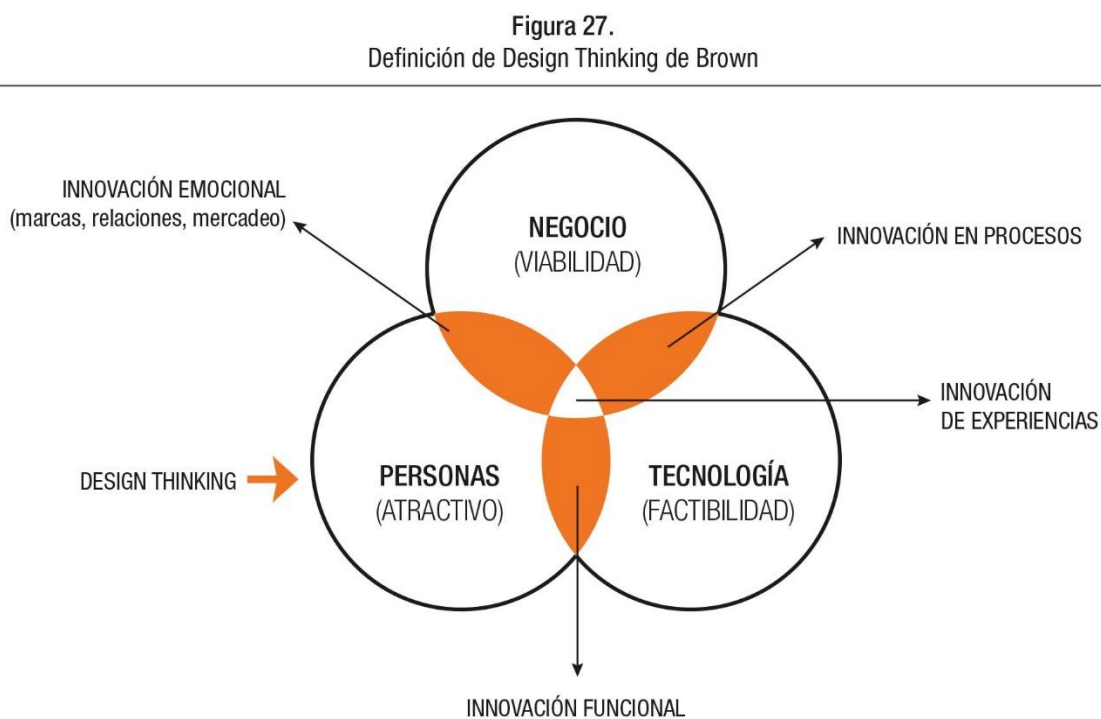 Figura 27.
Definición de Design Thinking de Brown
INNOVACIÓN EMOCIONAL
(marcas, relaciones, mercadeo)
NEGOCIO
(VIABILIDAD)
INNOVACIÓN EN PROCESOS
INNOVACIÓN
DE EXPERIENCIAS
DESIGN THINKING
PERSONAS
(ATRACTIVO)
TECNOLOGÍA
(FACTIBILIDAD)
INNOVACIÓN FUNCIONAL